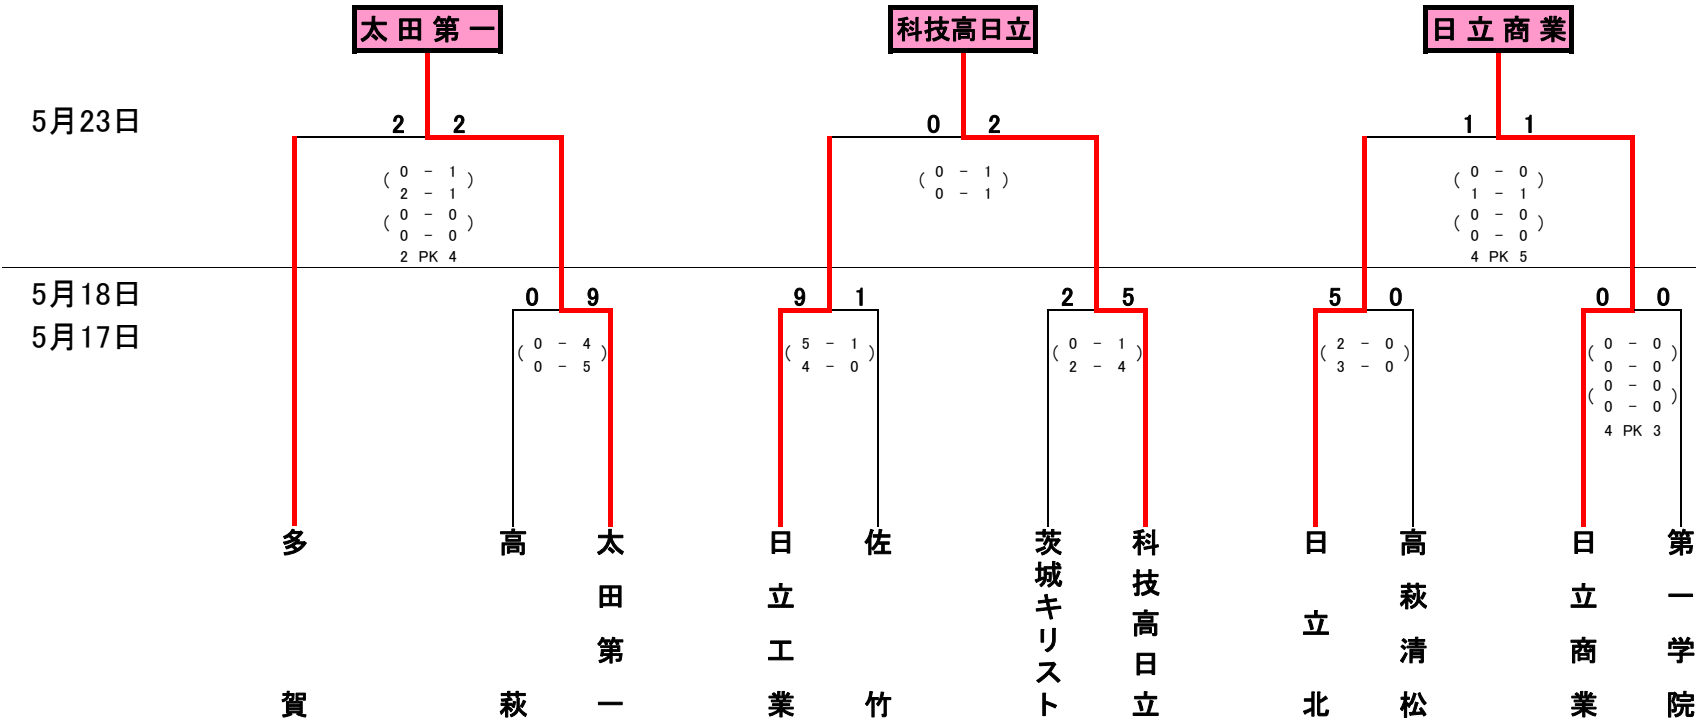 太田第一 科技高日立 日立商業
5月23日
2 2 0 2 1 1
( 0 - 1 ) ( 0 - 1 ) ( 0 - 0 )
2 - 1 0 - 1 1 - 1
( 0 - 0 ) ( 0 - 0 )
0 - 0 0 - 0
2 PK 4 4 PK 5
5月18日
0 9 9 1 2 5 5 0 0 0
5月17日
( 0 - 4 ) ( 5 - 1 ) ( 0 - 1 ) ( 2 - 0 ) ( 0 - 0 )
0 - 5 4 - 0 2 - 4 3 - 0 0 - 0
( 0 - 0 )
0 - 0
4 PK 3
多賀
高萩
太田第一
日立工業
佐竹
茨城キリスト
科技高日立
日立北
高萩清松
日立商業
第一学院